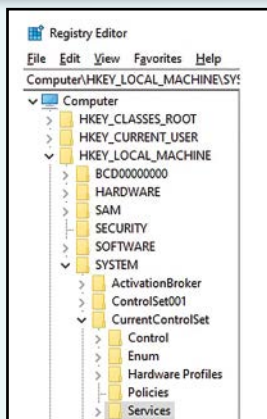 Registry Editor
File Edit View Favorites Help
Computer\HKEY_LOCAL_MACHINE\SYS
Computer
HKEY_CLASSES_ROOT
HKEY_CURRENT_USER
HKEY_LOCAL_MACHINE
BCD00000000
HARDWARE
SAM
SECURITY
SOFTWARE
SYSTEM
ActivationBroker
ControlSet001
CurrentControlSet
Control
Enum
Hardware Profiles
Policies
Services